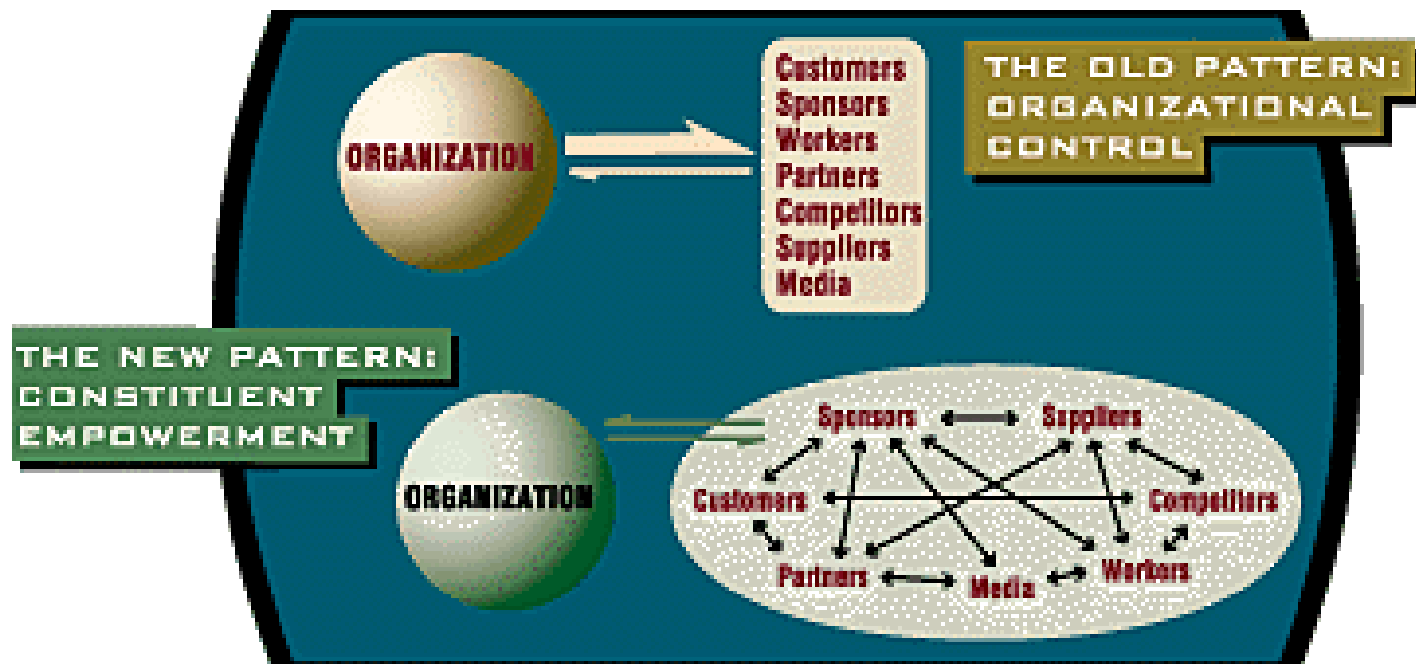 ORGANIZATION
Customers
Sponsors
Workers
Partners
Competitors
Suppliers
Media
THE OLD PATTERN:
ORGANIZATIONAL
CONTROL
THE NEW PATTERN:
CONSTITUENT
EMPOWERMENT
ORGANIZATION
Sponsors
Suppliers
Customers
Competitors
Partners
Media
Workers